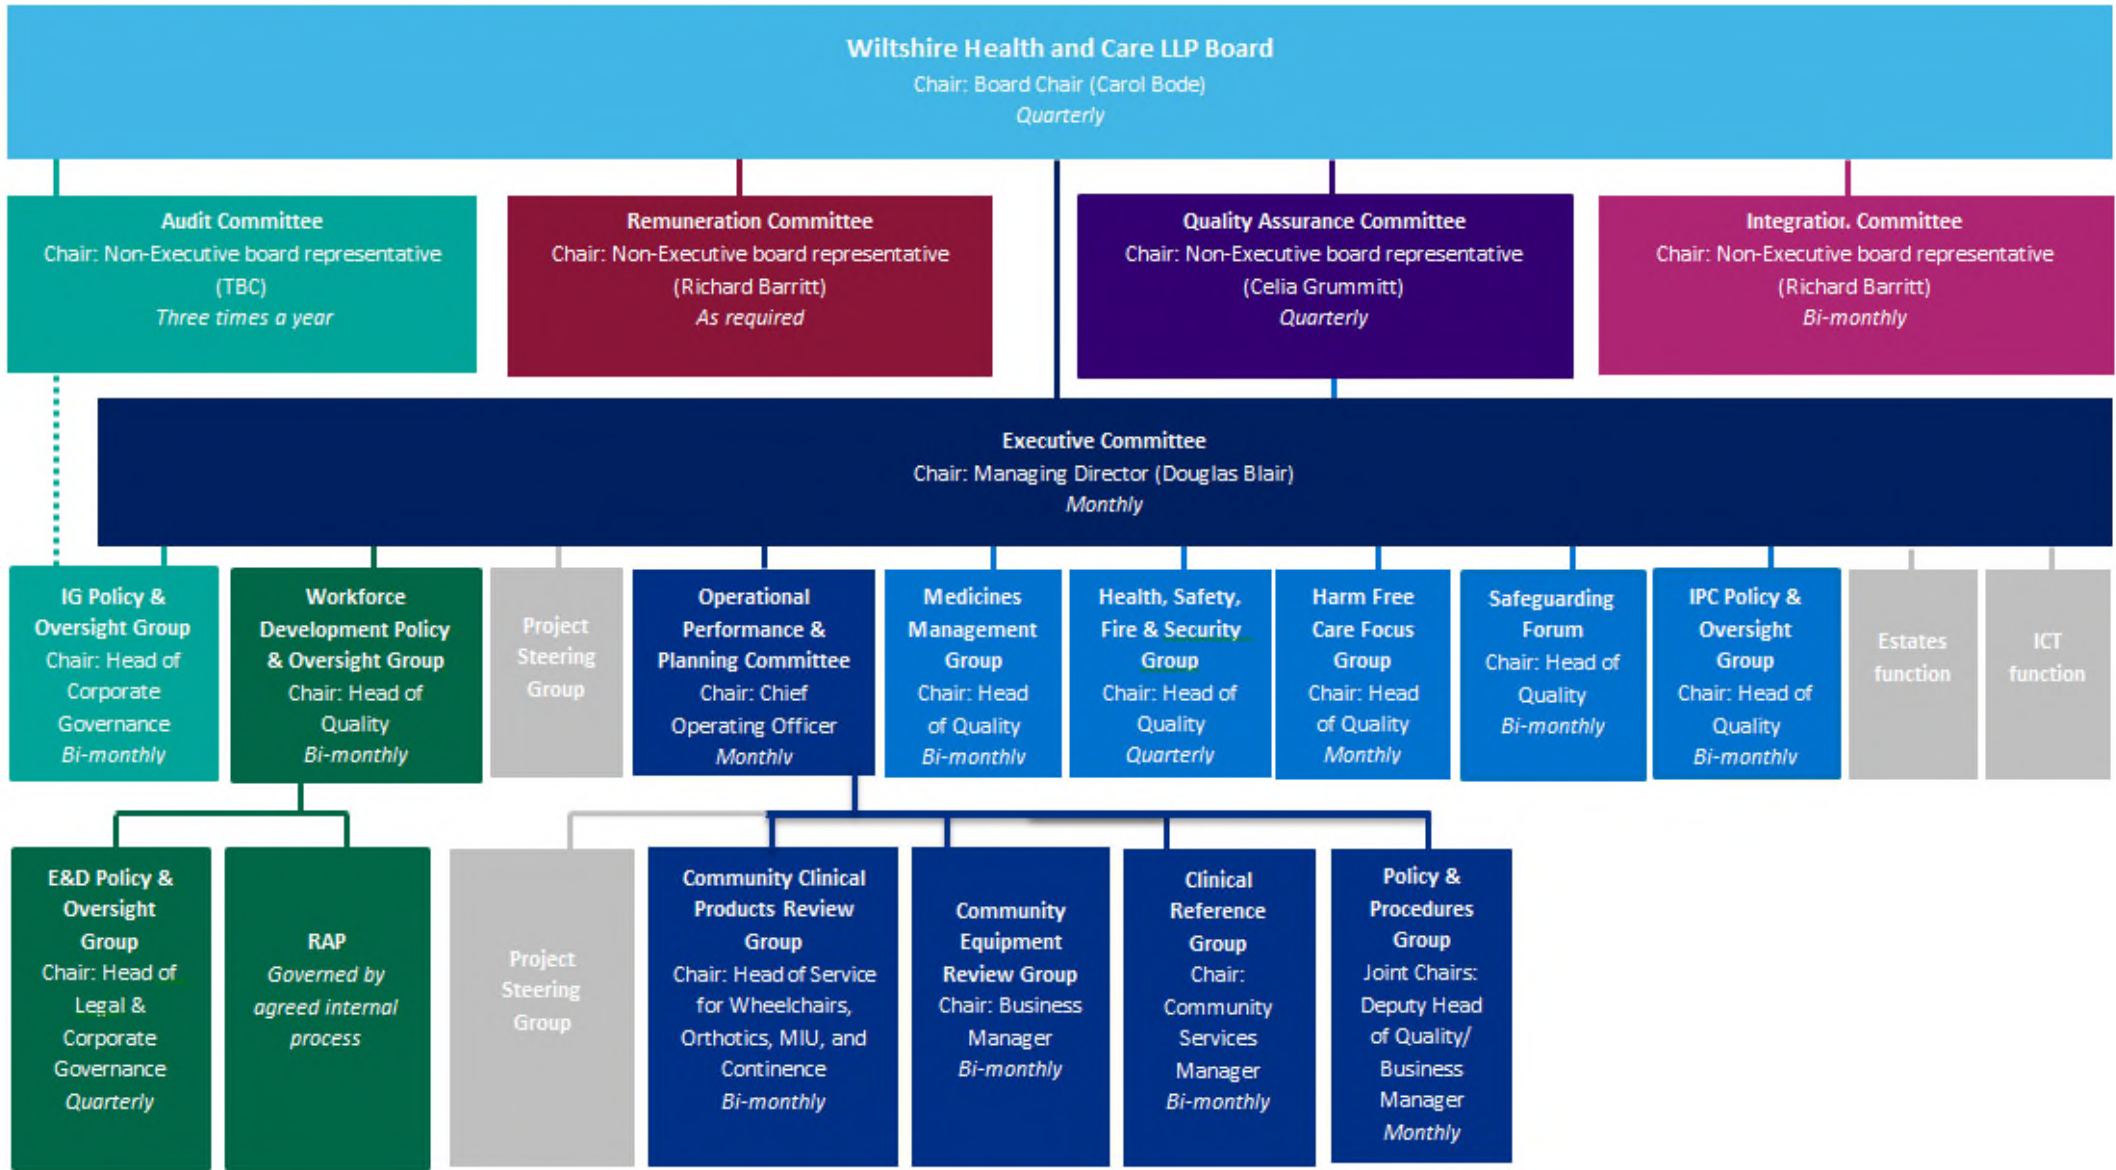 Wiltshire Health and Care LLP Board
Chair: Board Chair (Carol Bode)
Quarterly
Audit Committee
Chair: Non-Executive board representative
(TBC)
Three times a year
Remuneration Committee
Chair: Non-Executive board representative
(Richard Barritt)
As required
Quality Assurance Committee
Chair: Non-Executive board representative
(Celia Grummitt)
Quarterly
Integration Committee
Chair: Non-Executive board representative
(Richard Barritt)
Bi-monthly
Executive Committee
Chair: Managing Director (Douglas Blair)
Monthly
IG Policy &
Oversight Group
Chair: Head of
Corporate
Governance
Bi-monthly
Workforce
Development Policy
& Oversight Group
Chair: Head of
Quality
Bi-monthly
Project
Steering
Group
Operational
Performance &
Planning Committee
Chair: Chief
Operating Officer
Monthly
Medicines
Management
Group
Chair: Head
of Quality
Bi-monthly
Health, Safety,
Fire & Security
Group
Chair: Head of
Quality
Quarterly
Harm Free
Care Focus
Group
Chair: Head
of Quality
Monthly
Safeguarding
Forum
Chair: Head of
Quality
Bi-monthly
IPC Policy &
Oversight
Group
Chair: Head of
Quality
Bi-monthly
Estates
function
ICT
function
E&D Policy &
Oversight
Group
Chair: Head of
Legal &
Corporate
Governance
Quarterly
RAP
Governed by
agreed internal
process
Project
Steering
Group
Community Clinical
Products Review
Group
Chair: Head of Service
for Wheelchairs,
Orthotics, MIU, and
Continence
Bi-monthly
Community
Equipment
Review Group
Chair: Business
Manager
Bi-monthly
Clinical
Reference
Group
Chair:
Community
Services
Manager
Bi-monthly
Policy &
Procedures
Group
Joint Chairs:
Deputy Head
of Quality/
Business
Manager
Monthly